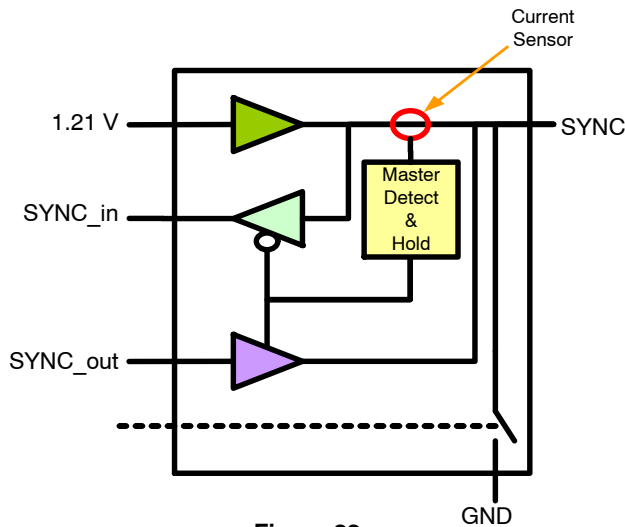 Current
Sensor
1.21 V
SYNC
Master
Detect
&
Hold
SYNC_in
SYNC_out
GND